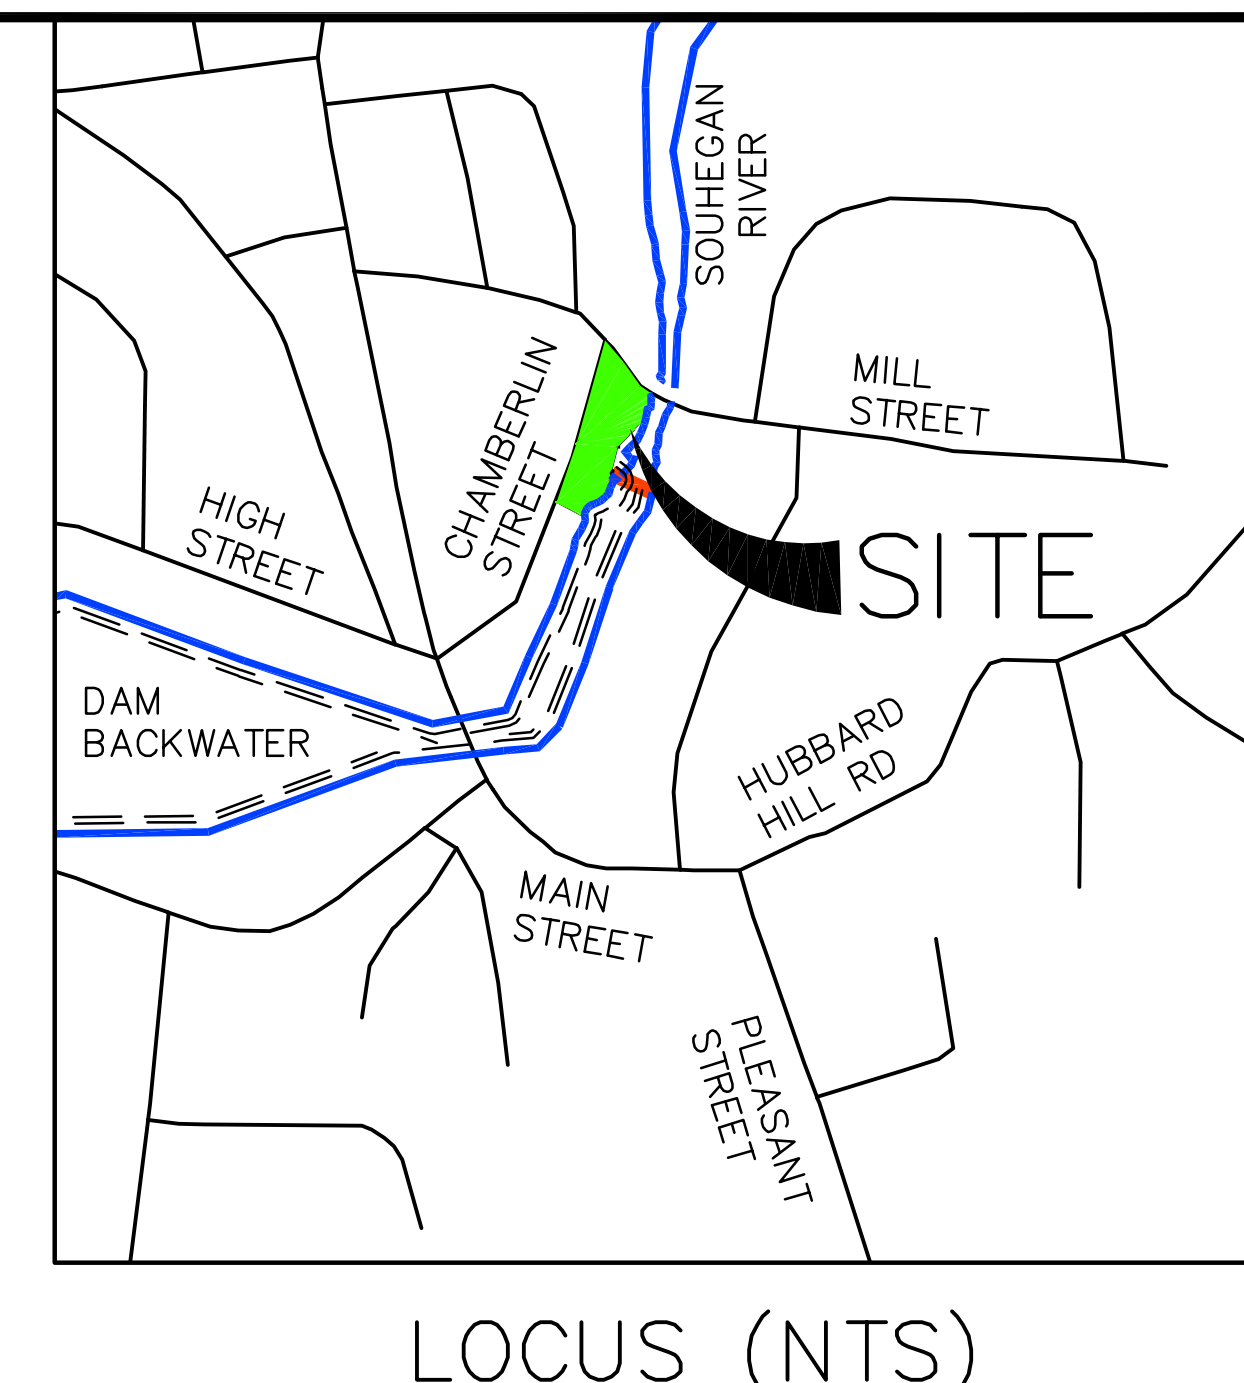 SOUHEGAN
RIVER
MILL
STREET
CHAMBERLIN
STREET
HIGH
STREET
SITE
DAM
BACKWATER
HUBBARD
HILL RD
MAIN
STREET
PLEASANT
STREET
LOCUS (NTS)